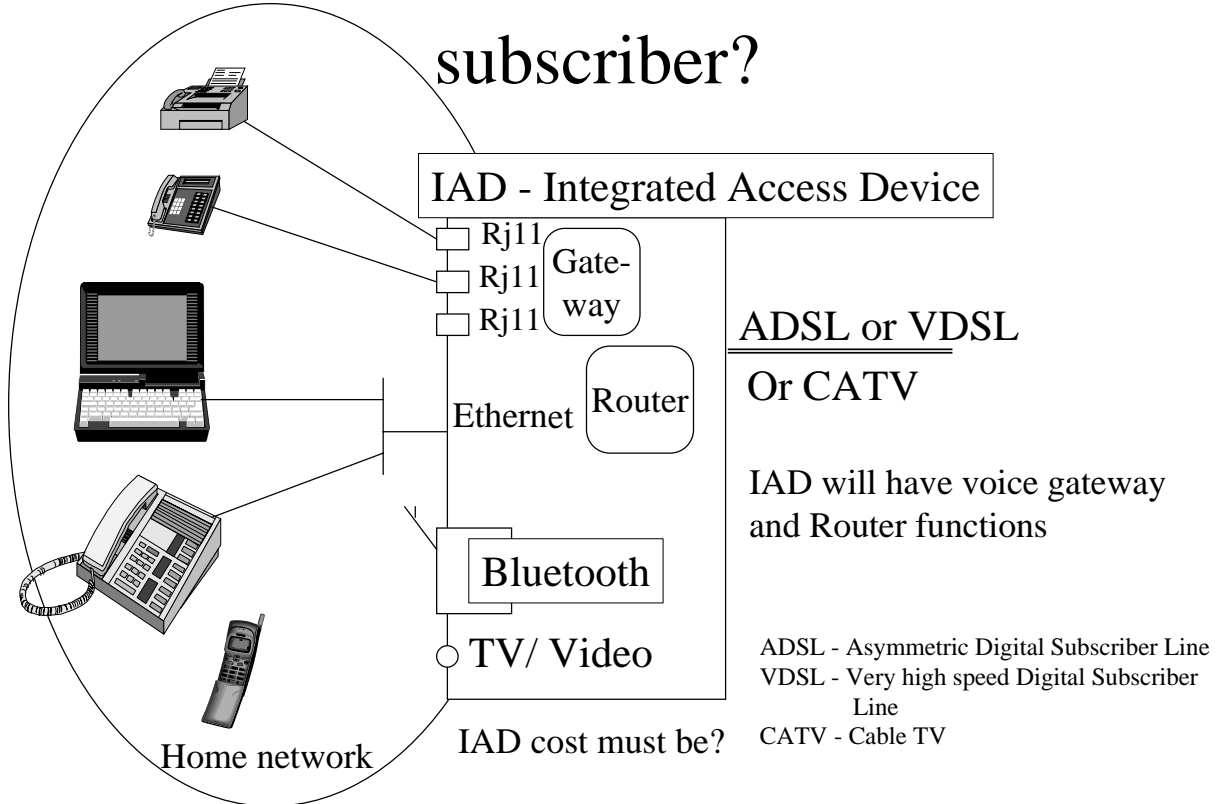 subscriber?
IAD - Integrated Access Device
Rj11
Rj11
Rj11
Gate-
way
Router
Ethernet
Bluetooth
TV/ Video
Home network
IAD cost must be?
ADSL or VDSL
Or CATV
IAD will have voice gateway
and Router functions
ADSL - Asymmetric Digital Subscriber Line
VDSL - Very high speed Digital Subscriber
Line
CATV - Cable TV